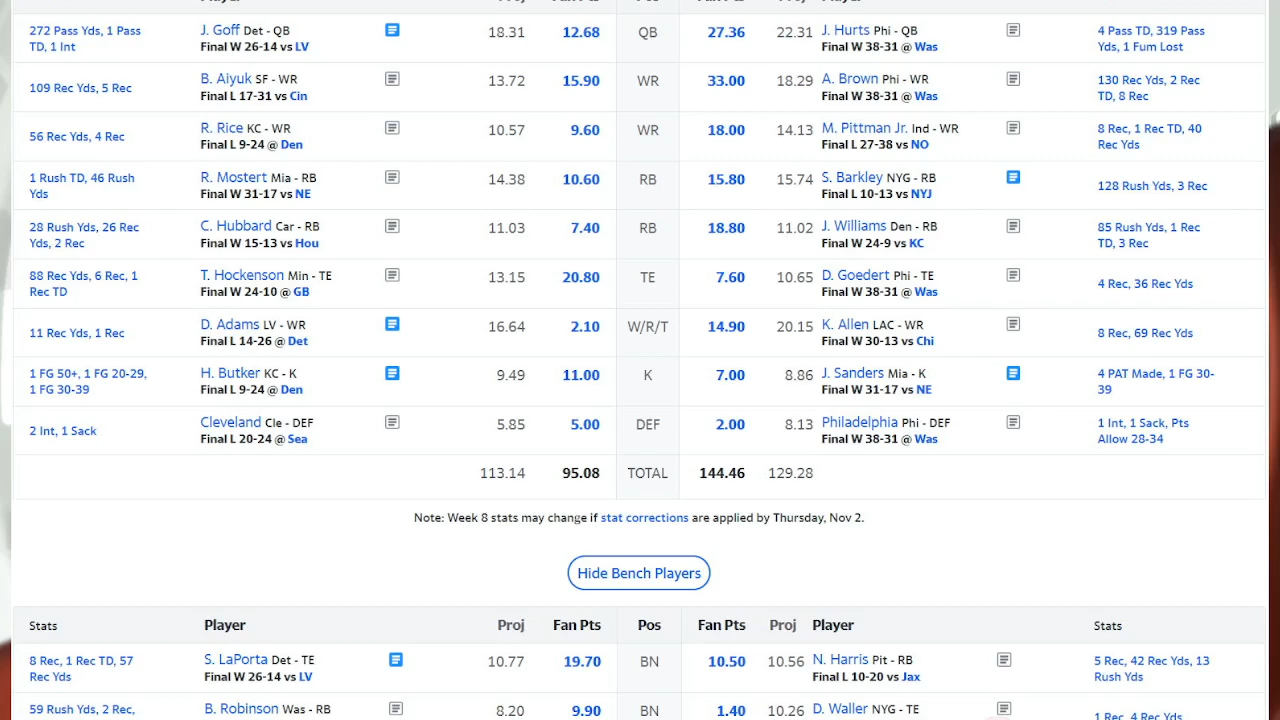 Proj Fan Pts Pos Fan Pts Proj
272 Pass Yds, 1 Pass TD, 1 Int J. Goff Det - QB Final W 26-14 vs LV 18.31 12.68 QB 27.36 22.31 J. Hurts Phi - QB Final W 38-31 @ Was 4 Pass TD, 319 Pass Yds, 1 Fum Lost
109 Rec Yds, 5 Rec B. Aiyuk SF - WR Final L 17-31 vs Cin 13.72 15.90 WR 33.00 18.29 A. Brown Phi - WR Final W 38-31 @ Was 130 Rec Yds, 2 Rec TD, 8 Rec
56 Rec Yds, 4 Rec R. Rice KC - WR Final L 9-24 @ Den 10.57 9.60 WR 18.00 14.13 M. Pittman Jr. Ind - WR Final L 27-38 vs NO 8 Rec, 1 Rec TD, 40 Rec Yds
1 Rush TD, 46 Rush Yds R. Mostert Mia - RB Final W 31-17 vs NE 14.38 10.60 RB 15.80 15.74 S. Barkley NYG - RB Final L 10-13 vs NYJ 128 Rush Yds, 3 Rec
28 Rush Yds, 26 Rec Yds, 2 Rec C. Hubbard Car - RB Final W 15-13 vs Hou 11.03 7.40 RB 18.80 11.02 J. Williams Den - RB Final W 24-9 vs KC 85 Rush Yds, 1 Rec TD, 3 Rec
88 Rec Yds, 6 Rec, 1 Rec TD T. Hockenson Min - TE Final W 24-10 @ GB 13.15 20.80 TE 7.60 10.65 D. Goedert Phi - TE Final W 38-31 @ Was 4 Rec, 36 Rec Yds
11 Rec Yds, 1 Rec D. Adams LV - WR Final L 14-26 @ Det 16.64 2.10 W/R/T 14.90 20.15 K. Allen LAC - WR Final W 30-13 vs Chi 8 Rec, 69 Rec Yds
1 FG 50+, 1 FG 20-29, 1 FG 30-39 H. Butker KC - K Final L 9-24 @ Den 9.49 11.00 K 7.00 8.86 J. Sanders Mia - K Final W 31-17 vs NE 4 PAT Made, 1 FG 30-39
2 Int, 1 Sack Cleveland Cle - DEF Final L 20-24 @ Sea 5.85 5.00 DEF 2.00 8.13 Philadelphia Phi - DEF Final W 38-31 @ Was 1 Int, 1 Sack, Pts Allow 28-34
113.14 95.08 TOTAL 144.46 129.28
Note: Week 8 stats may change if stat corrections are applied by Thursday, Nov 2.
Hide Bench Players
Stats Player Proj Fan Pts Pos Fan Pts Proj Player Stats
8 Rec, 1 Rec TD, 57 Rec Yds S. LaPorta Det - TE Final W 26-14 vs LV 10.77 19.70 BN 10.50 10.56 N. Harris Pit - RB Final L 10-20 vs Jax 5 Rec, 42 Rec Yds, 13 Rush Yds
59 Rush Yds, 2 Rec, B. Robinson Was - RB 8.20 9.90 BN 1.40 10.26 D. Waller NYG - TE 1 Rec, 4 Rec Yds